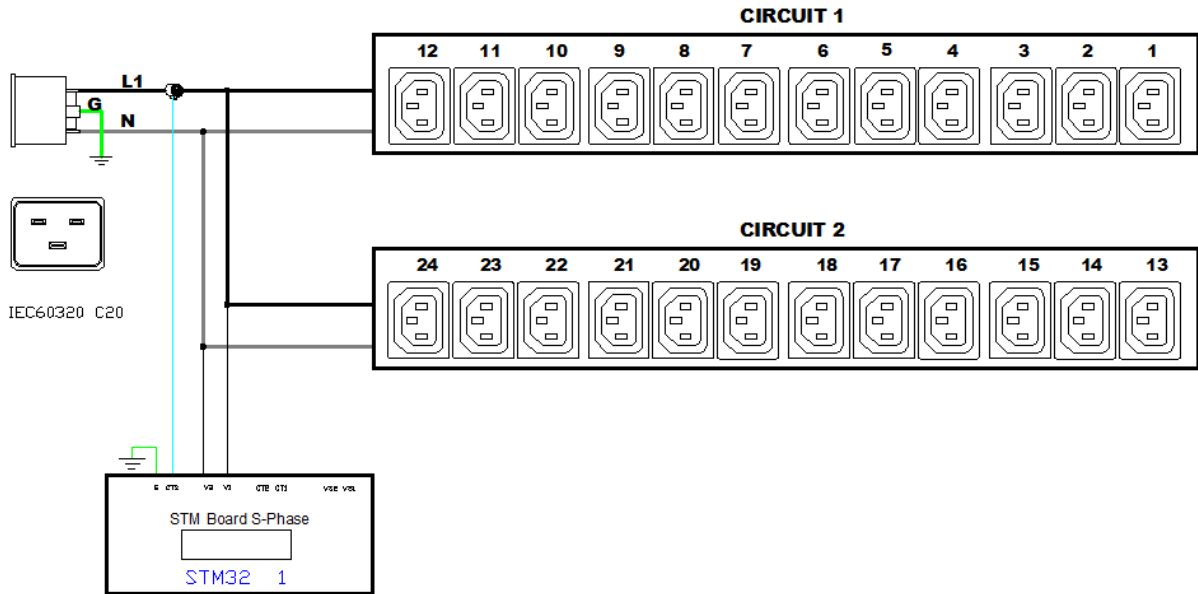 CIRCUIT 1
12 11 10 9 8 7 6 5 4 3 2 1
L1
G
N
CIRCUIT 2
24 23 22 21 20 19 18 17 16 15 14 13
IEC60320 C20
STM Board S-Phase
STM32 1